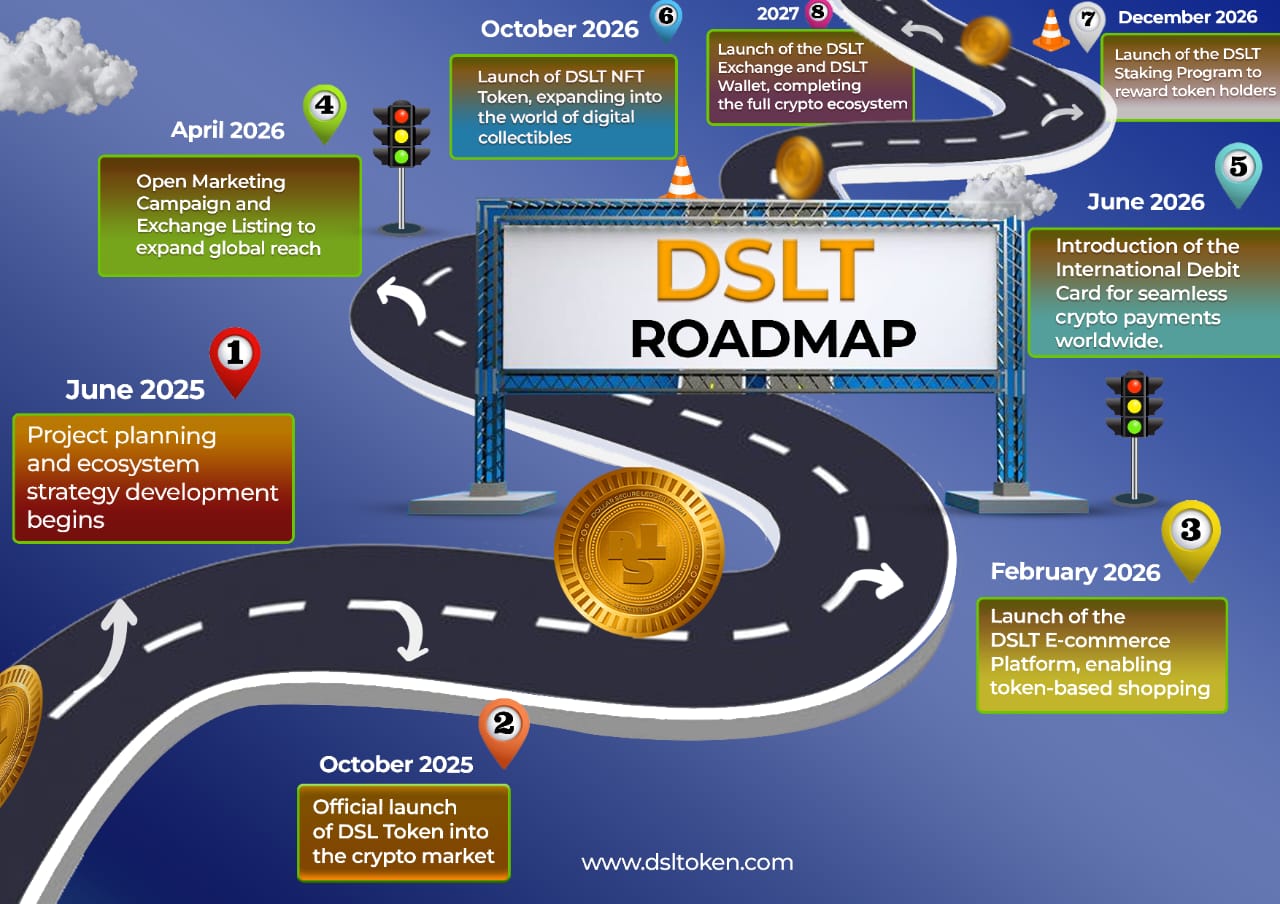 DSLT
ROADMAP
1
June 2025
Project planning
and ecosystem
strategy development
begins
2
October 2025
Official launch
of DSL Token into
the crypto market
3
February 2026
Launch of the
DSLT E-commerce
Platform, enabling
token-based shopping
4
April 2026
Open Marketing
Campaign and
Exchange Listing to
expand global reach
5
June 2026
Introduction of the
International Debit
Card for seamless
crypto payments
worldwide.
6
October 2026
Launch of DSLT NFT
Token, expanding into
the world of digital
collectibles
7
December 2026
Launch of the DSLT
Staking Program to
reward token holders
2027
8
Launch of the DSLT
Exchange and DSLT
Wallet, completing
the full crypto ecosystem
www.dsltoken.com